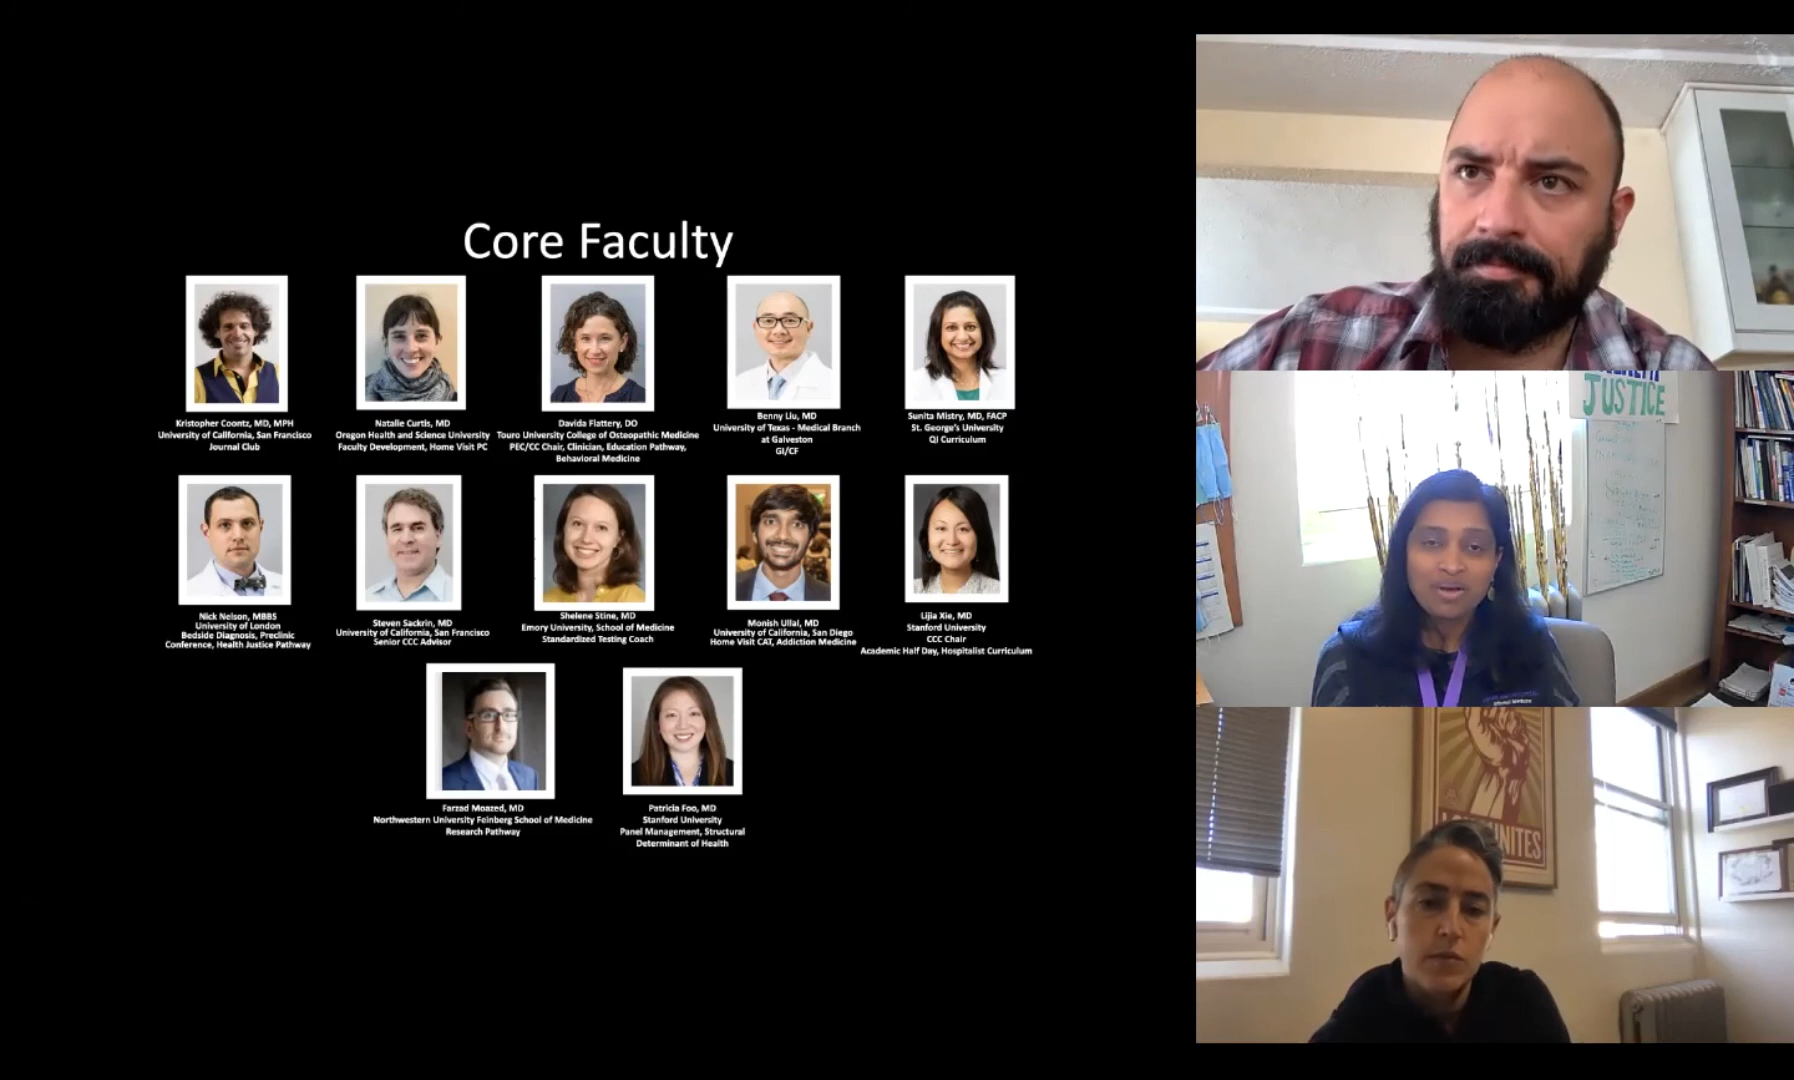 Core Faculty
Kristopher Coontz, MD, MPH
University of California, San Francisco
Journal Club
Natalie Curtis, MD
Oregon Health and Science University
Faculty Development, Home Visit PC
Davida Flattery, DO
Touro University College of Osteopathic Medicine
PEC/CC Chair, Clinician, Education Pathway,
Behavioral Medicine
Benny Liu, MD
University of Texas - Medical Branch
at Galveston
GI/CF
Sunita Mistry, MD, FACP
St. George's University
QI Curriculum
Nick Nelson, MBBS
University of London
Bedside Diagnosis, Preclinic
Conference, Health Justice Pathway
Steven Sackrin, MD
University of California, San Francisco
Senior CCC Advisor
Shelene Stine, MD
Emory University, School of Medicine
Standardized Testing Coach
Monish Ullal, MD
University of California, San Diego
Home Visit CAT, Addiction Medicine
Lijia Xie, MD
Stanford University
CCC Chair
Academic Half Day, Hospitalist Curriculum
Farzad Moazed, MD
Northwestern University Feinberg School of Medicine
Research Pathway
Patricia Foo, MD
Stanford University
Panel Management, Structural
Determinant of Health
JUSTICE